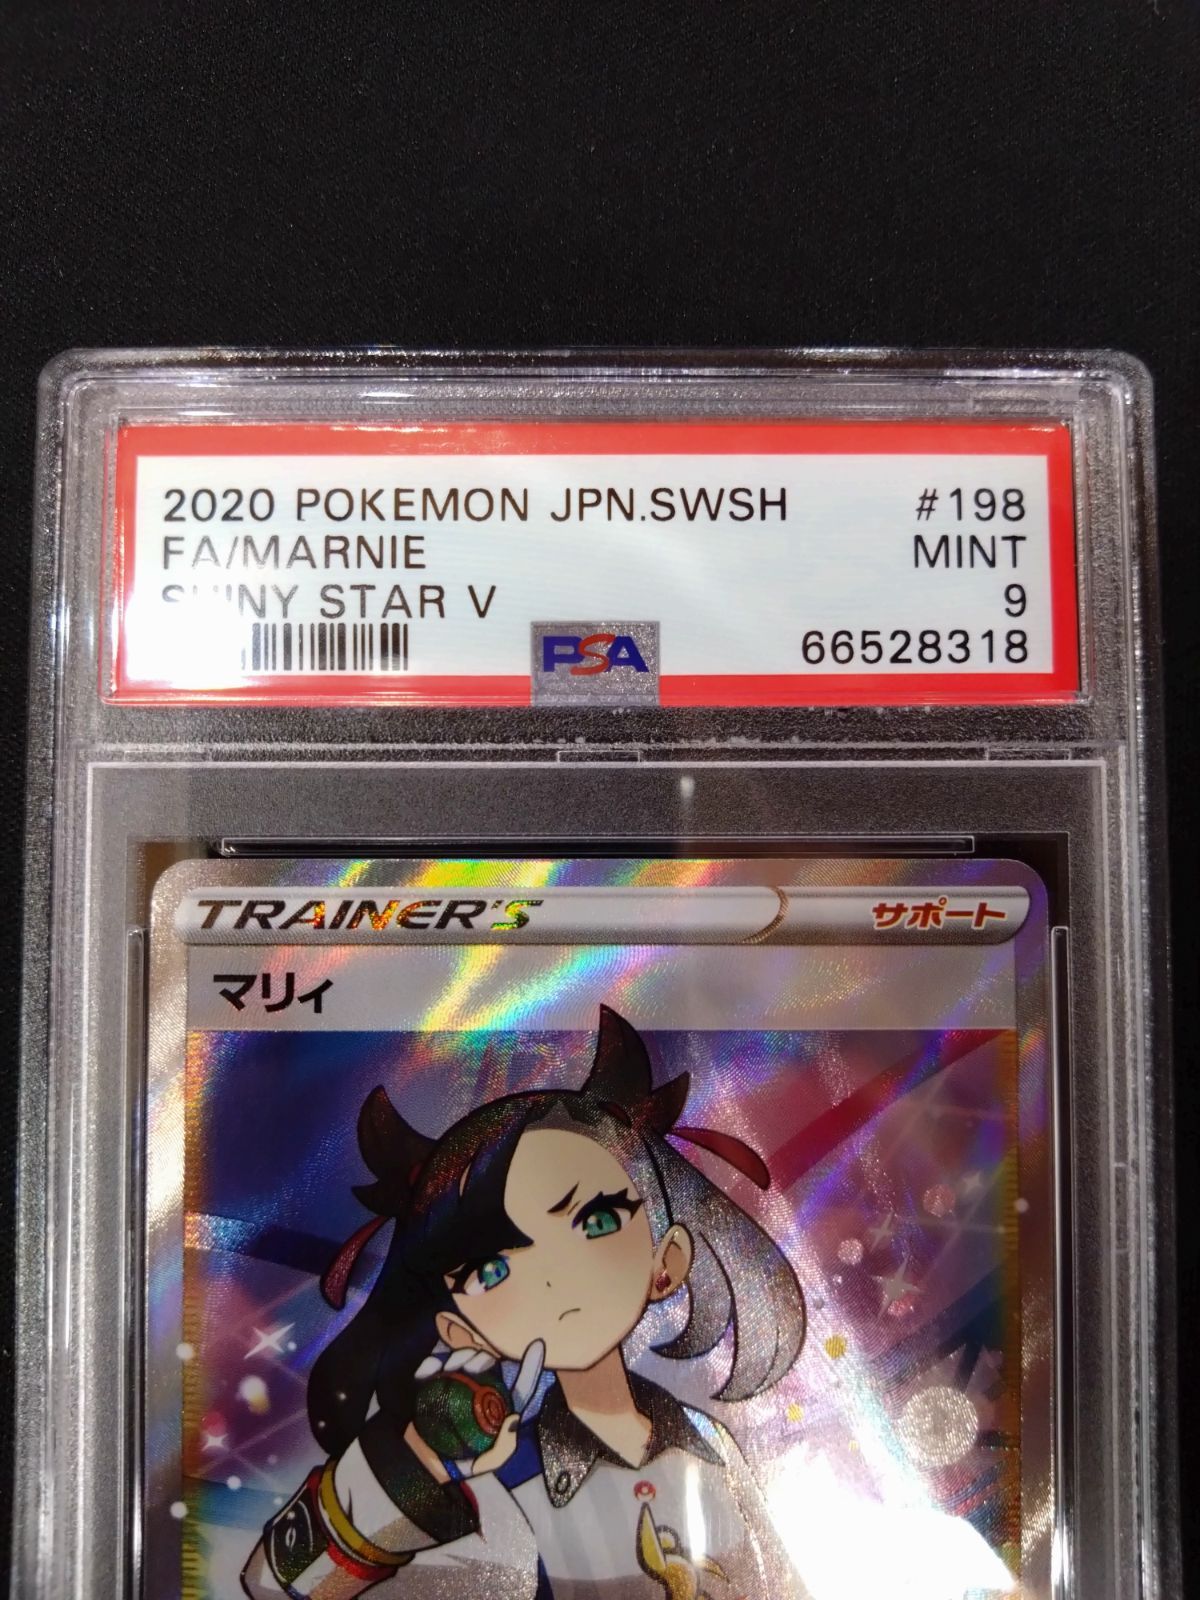 2020 POKEMON JPN.SWSH #198
FA/MARNIE MINT
SHINY STAR V 9
PSA 66528318
TRAINER'S サポート
マリィ